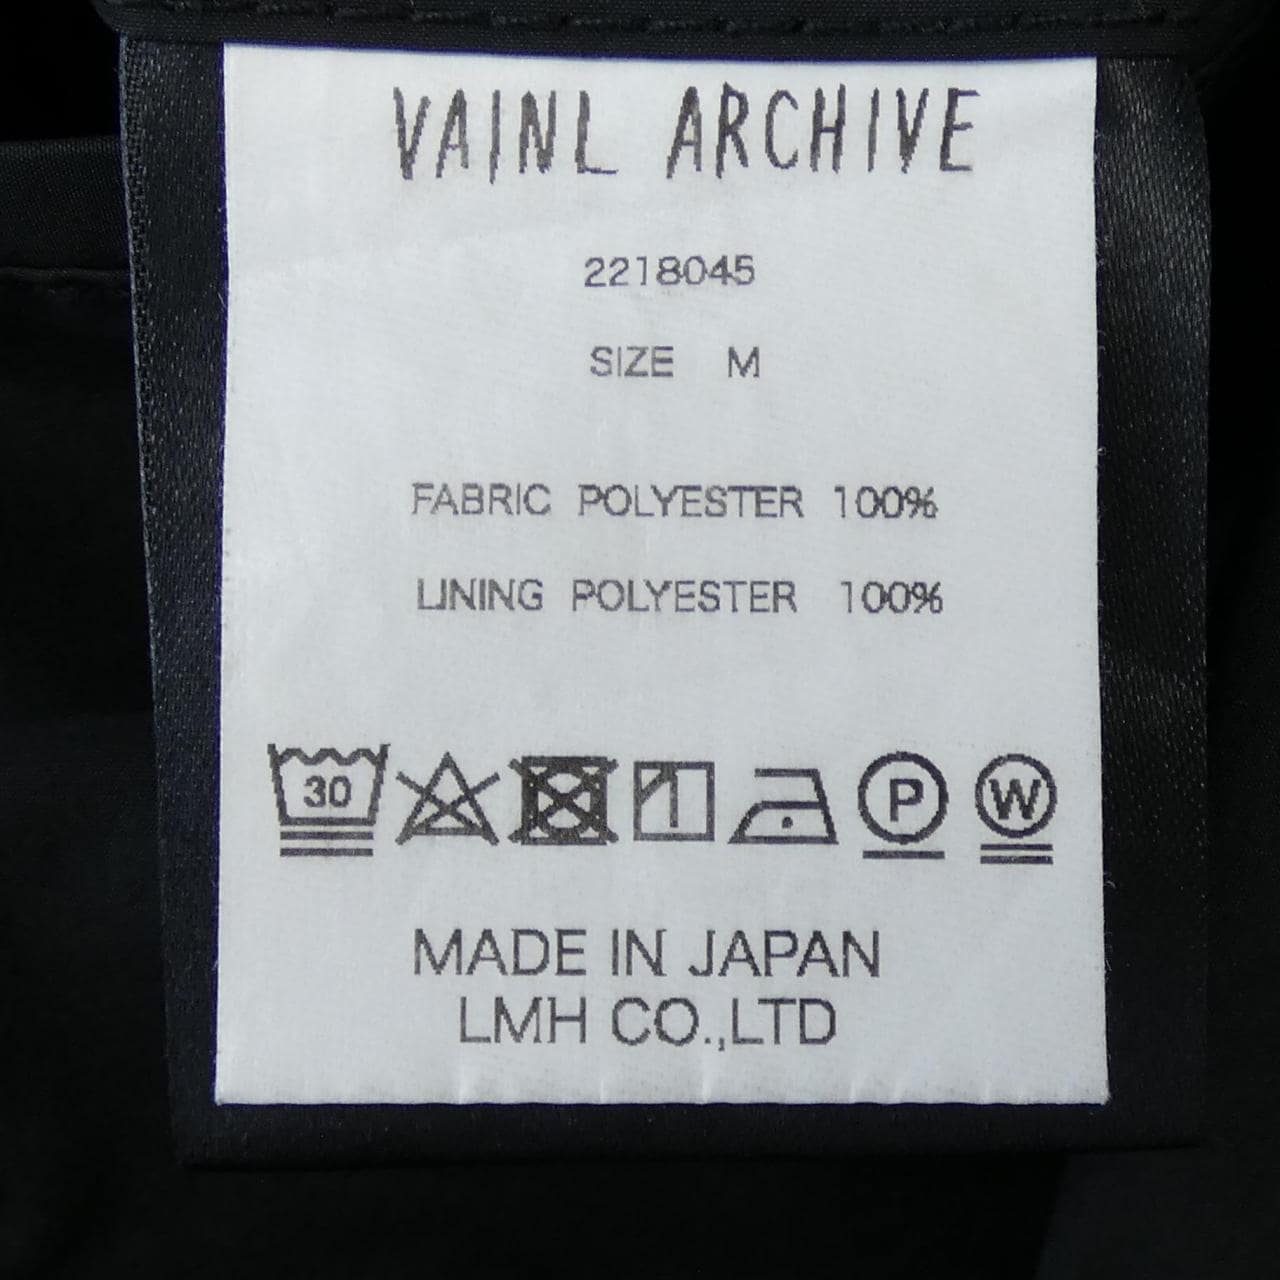 VAINL ARCHIVE
2218045
SIZE M
FABRIC POLYESTER 100%
LINING POLYESTER 100%
30 P W
MADE IN JAPAN
LMH CO.,LTD